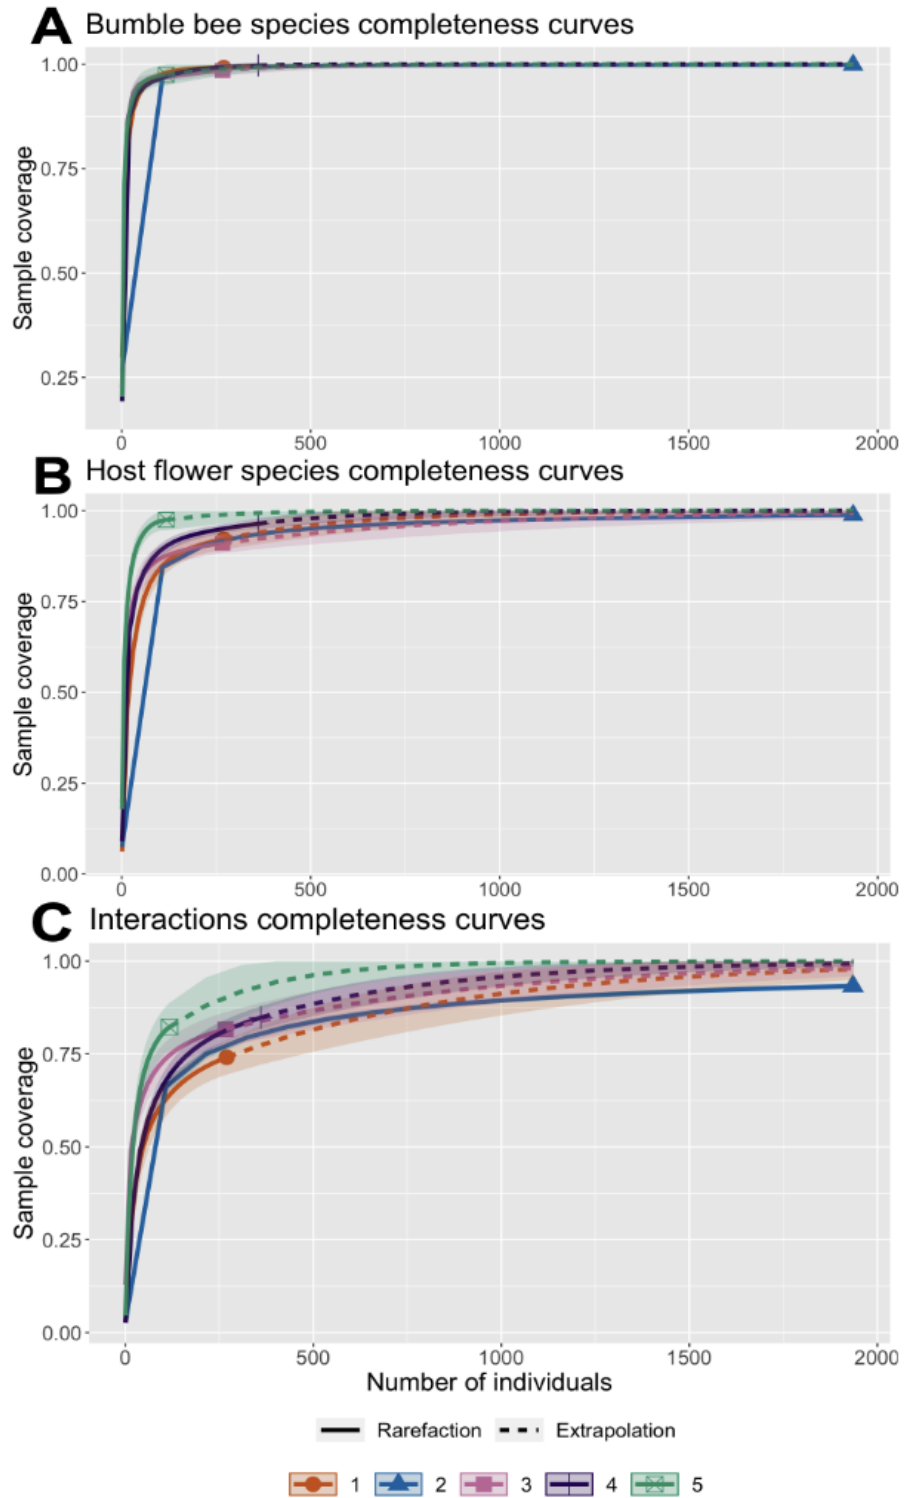 A Bumble bee species completeness curves
1.00
0.75
0.50
0.25
Sample coverage
0 500 1000 1500 2000
B Host flower species completeness curves
1.00
0.75
0.50
0.25
0.00
Sample coverage
0 500 1000 1500 2000
C Interactions completeness curves
1.00
0.75
0.50
0.25
0.00
Sample coverage
0 500 1000 1500 2000
Number of individuals
Rarefaction Extrapolation
1 2 3 4 5